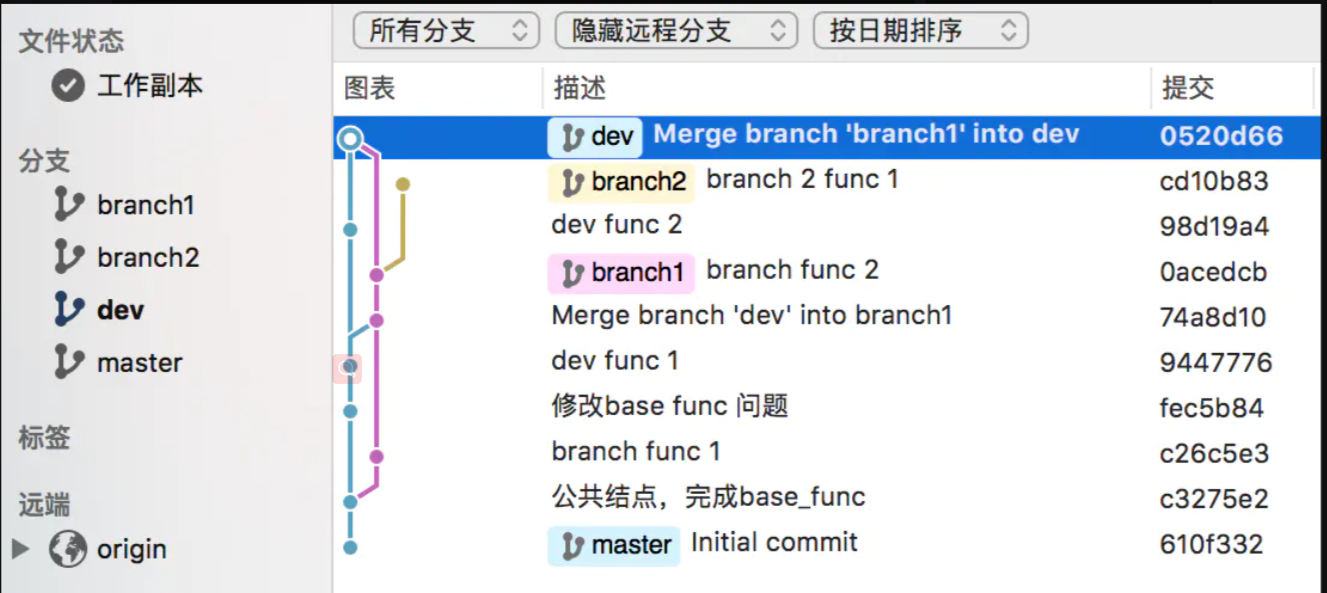 文件状态
工作副本
分支
branch1
branch2
dev
master
标签
远端
origin
所有分支 隐藏远程分支 按日期排序
图表 描述 提交
dev Merge branch 'branch1' into dev 0520d66
branch2 branch 2 func 1 cd10b83
dev func 2 98d19a4
branch1 branch func 2 0acedcb
Merge branch 'dev' into branch1 74a8d10
dev func 1 9447776
修改base func 问题 fec5b84
branch func 1 c26c5e3
公共结点，完成base_func c3275e2
master Initial commit 610f332